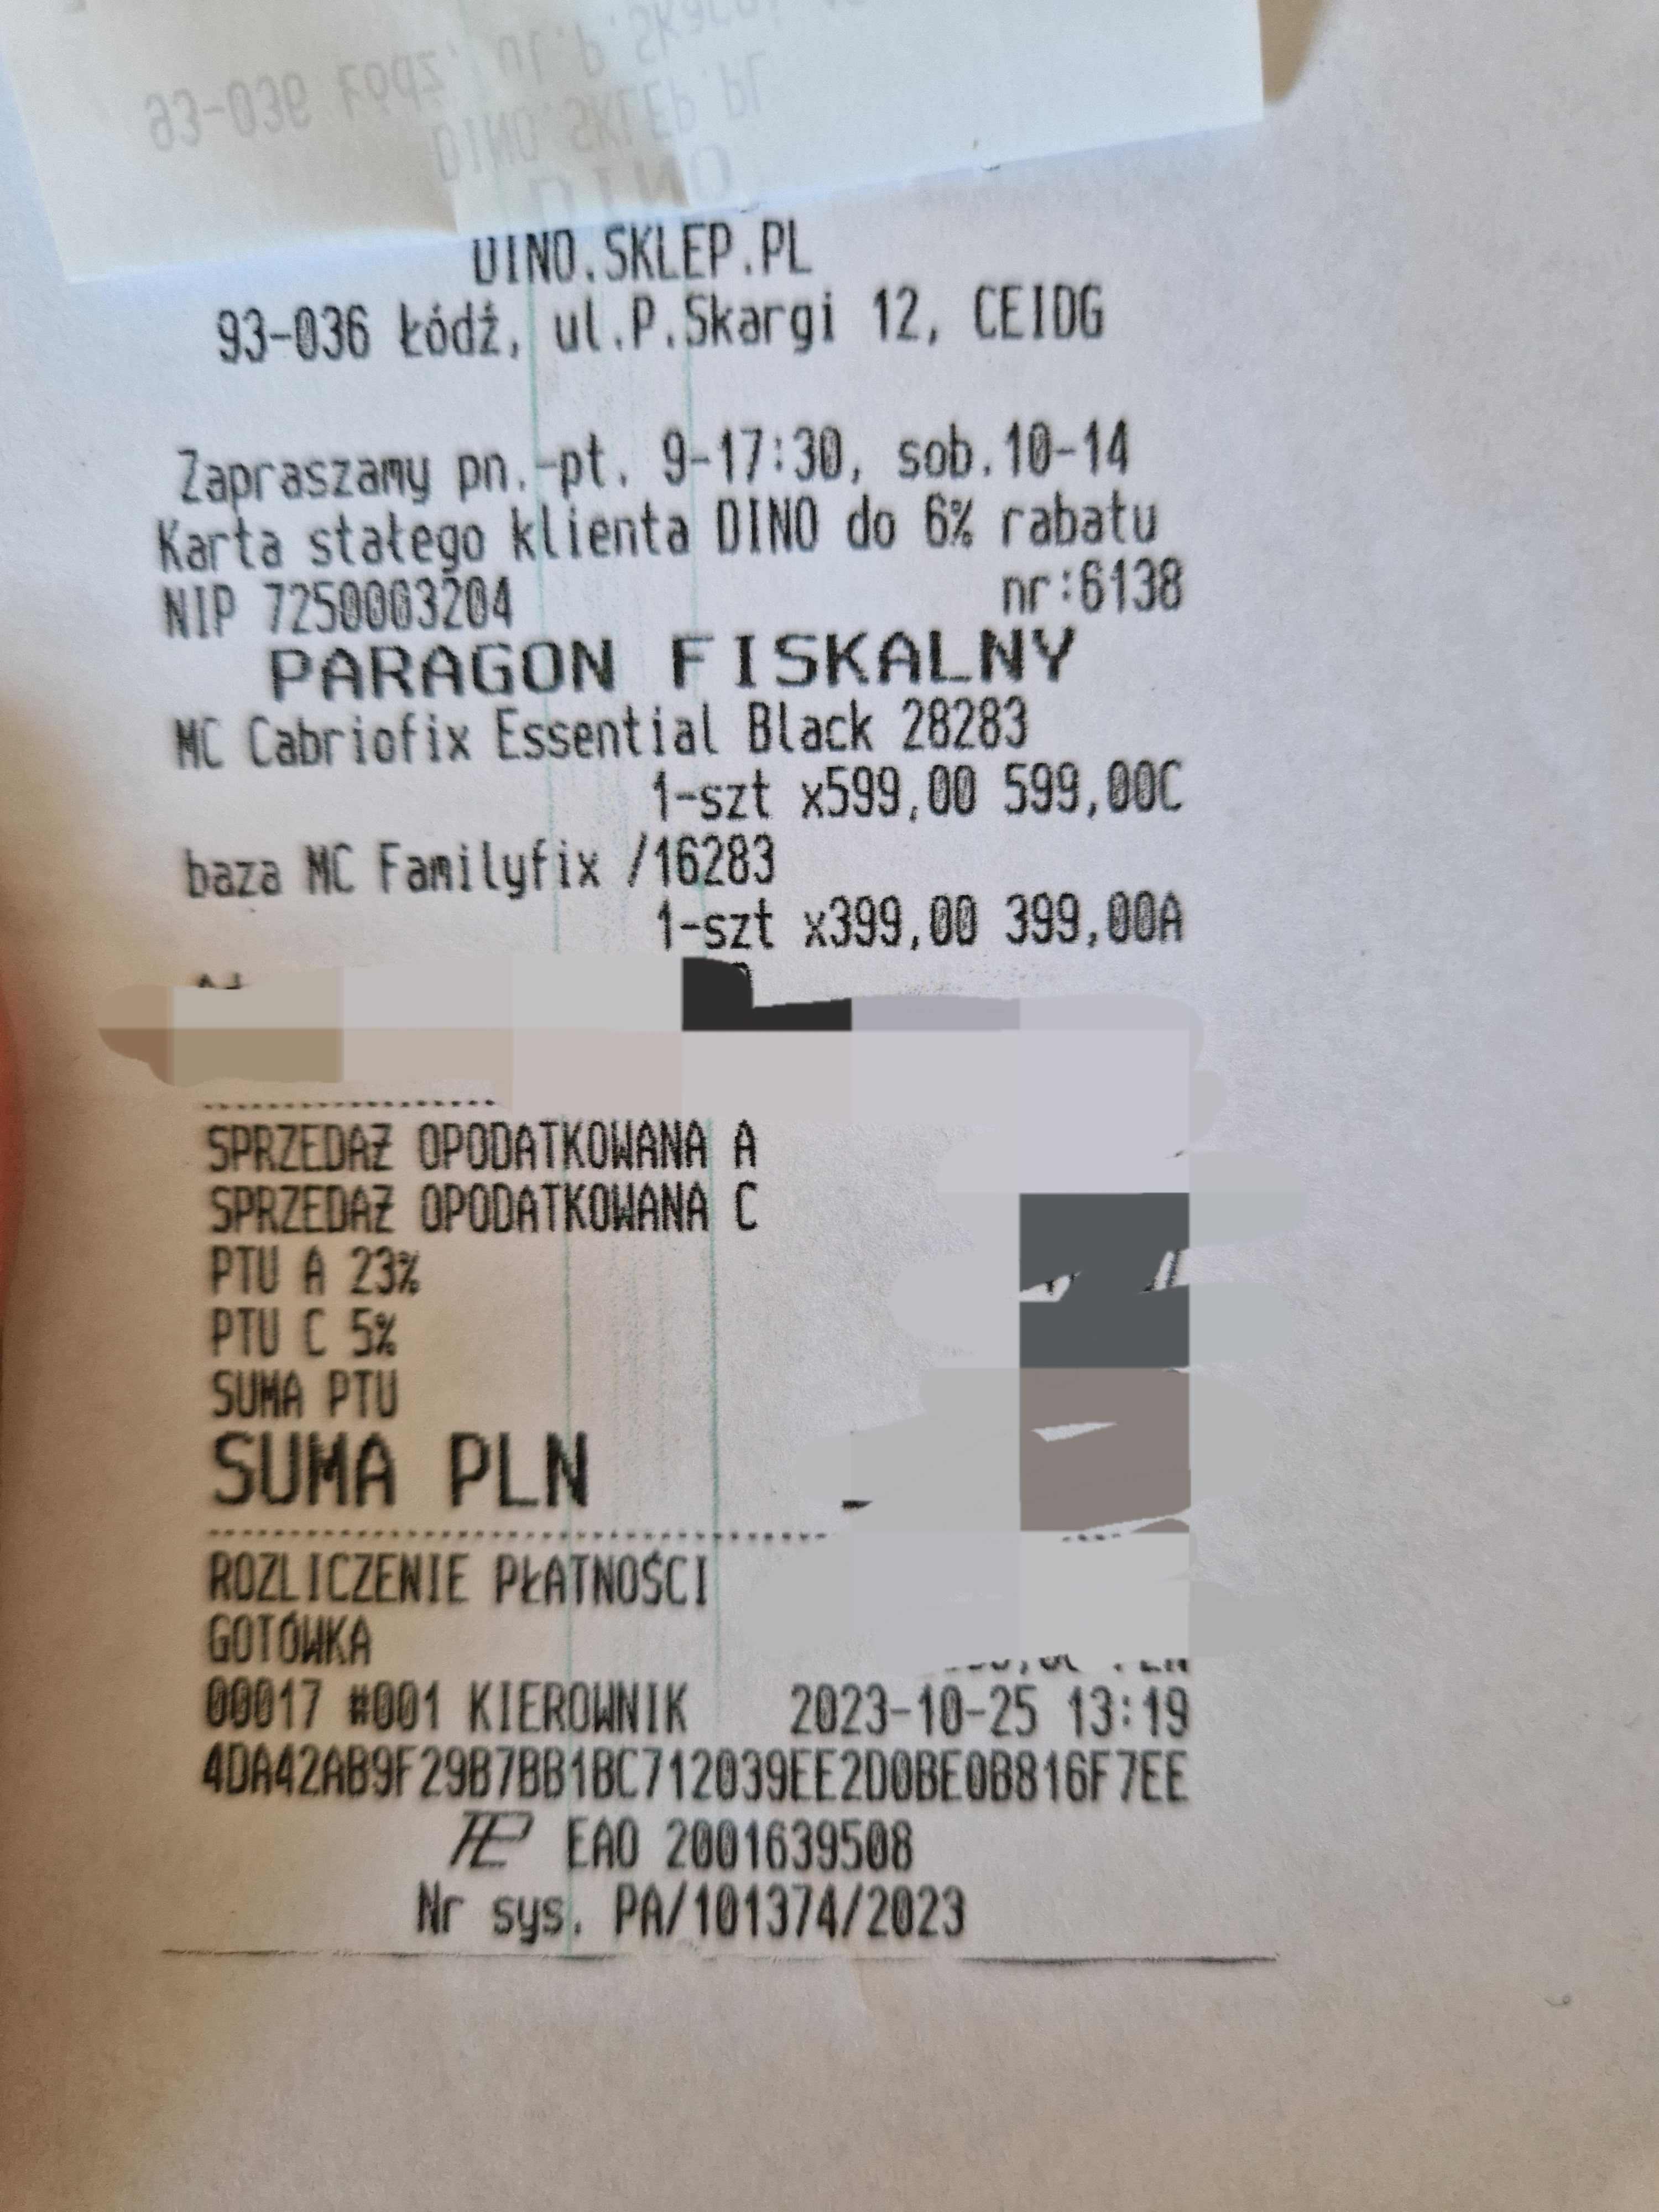 DINO.SKLEP.PL
93-036 Łódź, ul.P.Skargi 12, CEIDG
Zapraszamy pn.-pt. 9-17:30, sob.10-14
Karta stałego klienta DINO do 6% rabatu
NIP 7250003204 nr:6138
PARAGON FISKALNY
MC Cabriofix Essential Black 28283
1-szt x599,00 599,00C
baza MC Familyfix /16283
1-szt x399,00 399,00A
SPRZEDAŻ OPODATKOWANA A
SPRZEDAŻ OPODATKOWANA C
PTU A 23%
PTU C 5%
SUMA PTU
SUMA PLN
ROZLICZENIE PŁATNOŚCI
GOTÓWKA
00017 #001 KIEROWNIK 2023-10-25 13:19
4DA42AB9F29B7BB1BC712039EE2D0BE0B816F7EE
EAO 2001639508
Nr sys. PA/101374/2023